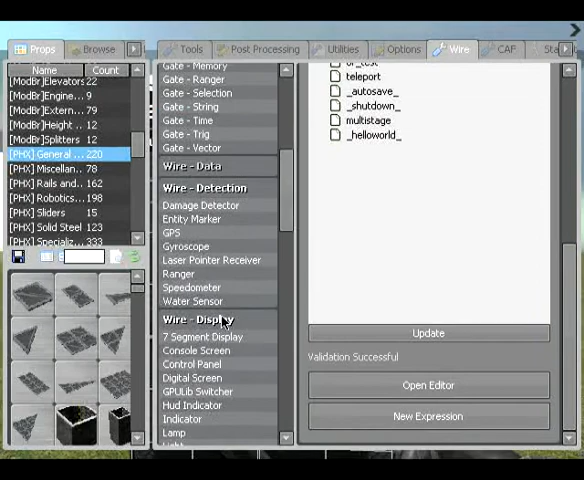 Props Browse Tools Post Processing Utilities Options Wire CAF
Name Count
[ModBr]Elevators 22
[ModBr]Engine... 9
[ModBr]Extern... 79
[ModBr]Height ... 12
[ModBr]Splitters 12
[PHX] General ... 220
[PHX] Miscellan... 78
[PHX] Rails and... 162
[PHX] Robotics... 198
[PHX] Sliders 15
[PHX] Solid Steel 123
[PHX] Specializ... 333
Gate - Memory
Gate - Ranger
Gate - Selection
Gate - String
Gate - Time
Gate - Trig
Gate - Vector
Wire - Data
Wire - Detection
Damage Detector
Entity Marker
GPS
Gyroscope
Laser Pointer Receiver
Ranger
Speedometer
Water Sensor
Wire - Display
7 Segment Display
Console Screen
Control Panel
Digital Screen
GPULib Switcher
Hud Indicator
Indicator
Lamp
Light
teleport
_autosave_
_shutdown_
multistage
_helloworld_
Update
Validation Successful
Open Editor
New Expression